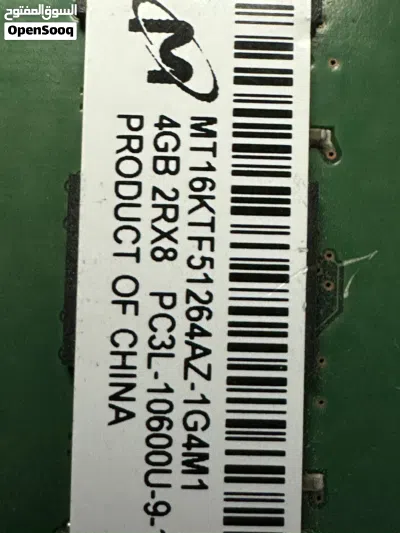 السوق المفتوح
OpenSooq
MT16KTF51264AZ-1G4M1
4GB 2RX8 PC3L-10600U-9-
PRODUCT OF CHINA